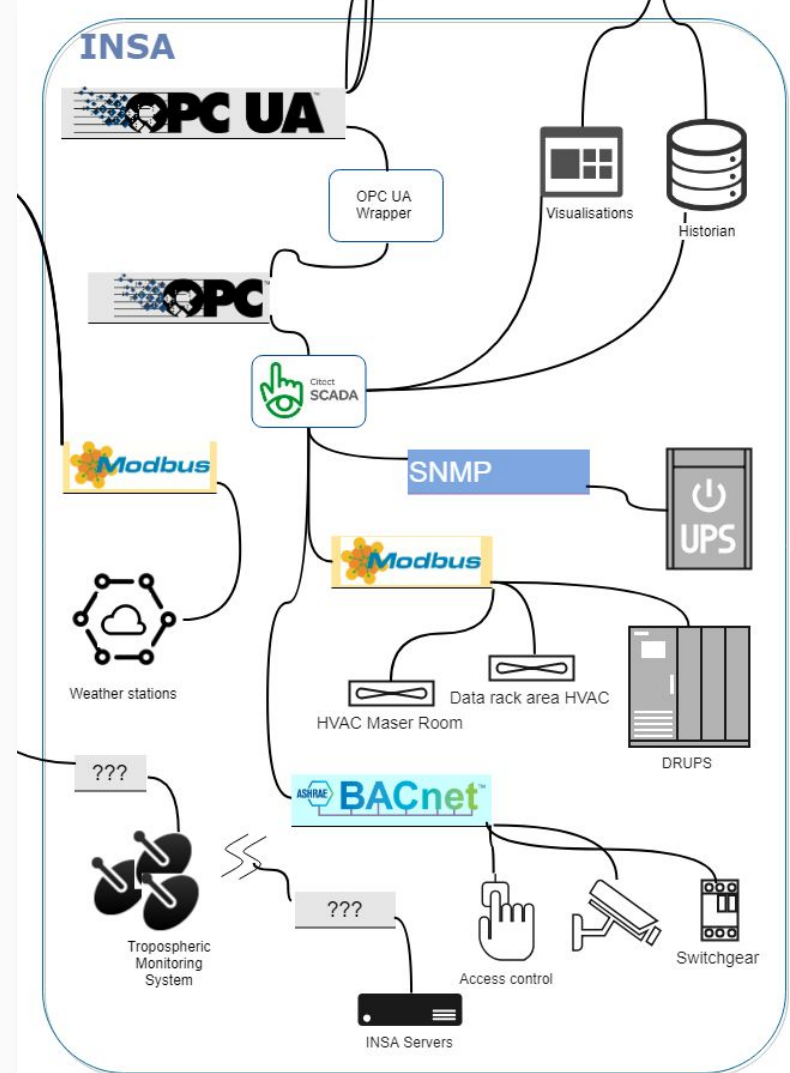 INSA
OPC UA
OPC UA
Wrapper
Visualisations
Historian
OPC
Citect
SCADA
Modbus
SNMP
UPS
Modbus
Weather stations
Data rack area HVAC
HVAC Maser Room
DRUPS
???
ASHRAE BACnet™
???
Tropospheric
Monitoring
System
Access control
Switchgear
INSA Servers